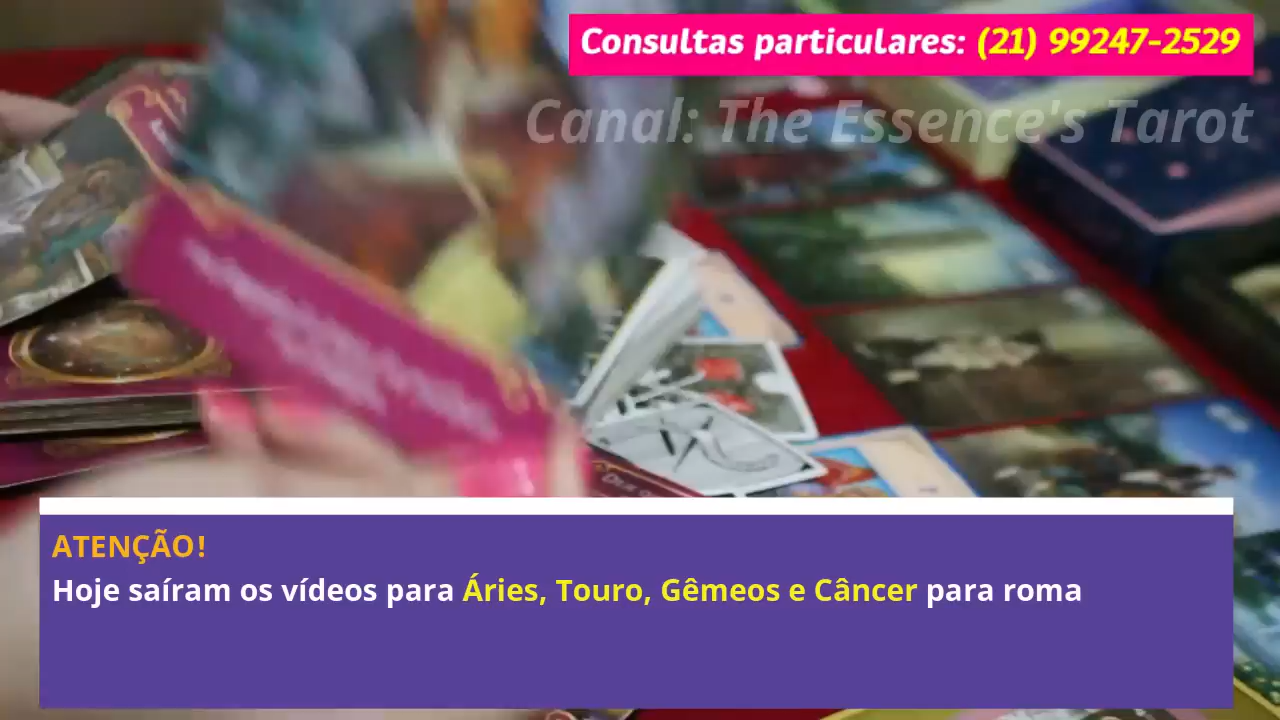 Consultas particulares: (21) 99247-2529
Canal: The Essence's Tarot
ATENÇÃO!
Hoje saíram os vídeos para Áries, Touro, Gêmeos e Câncer para roma